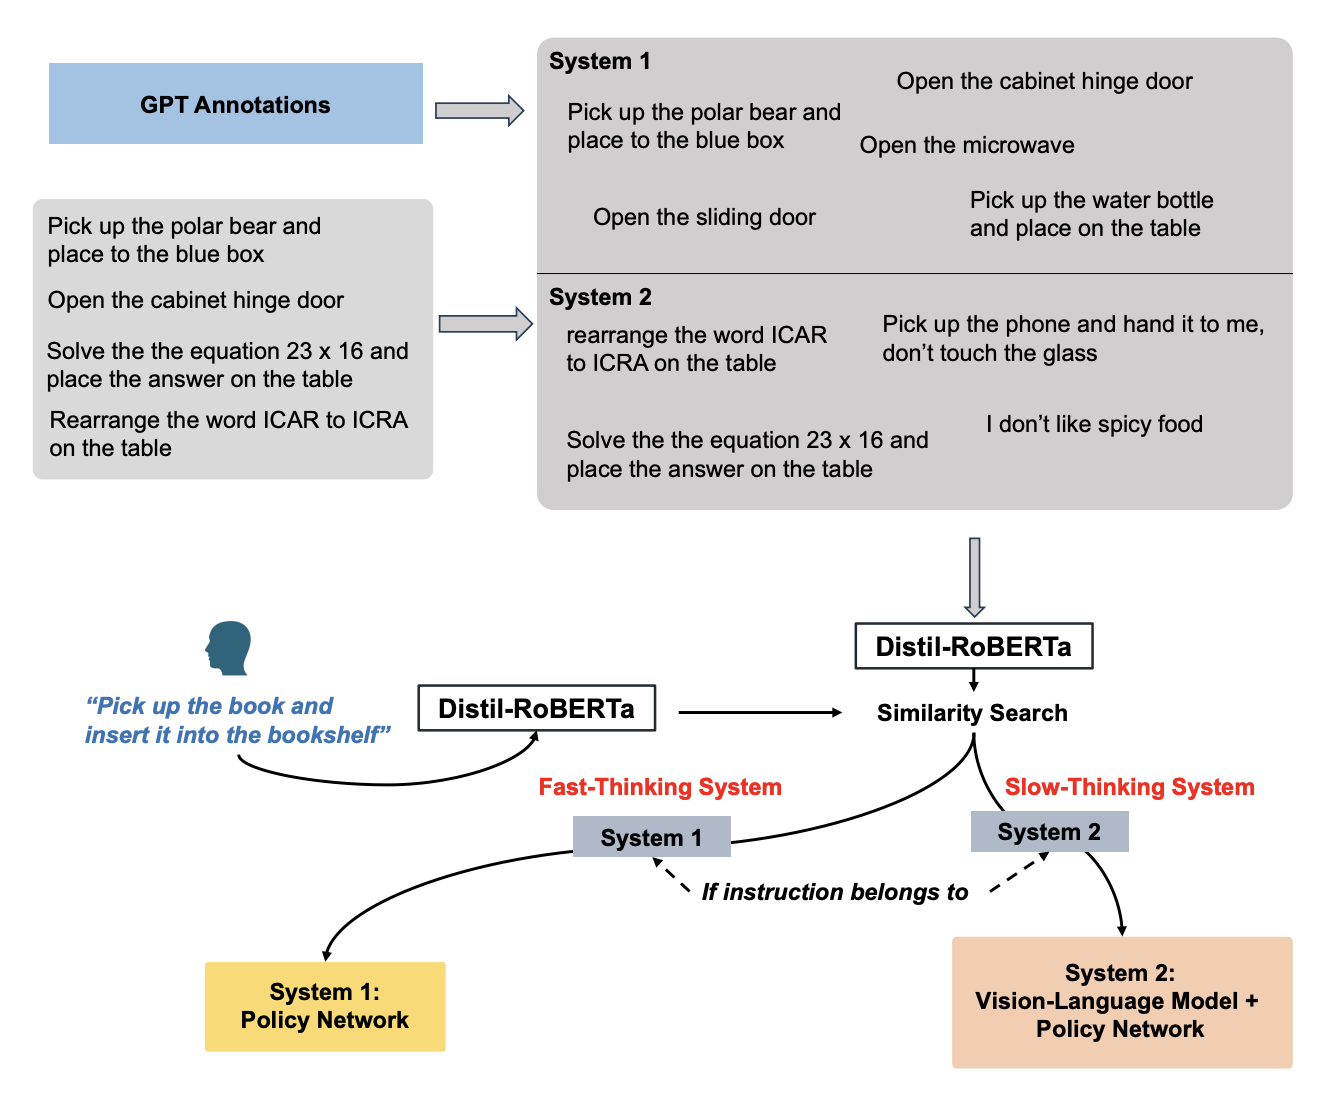 GPT Annotations
Pick up the polar bear and
place to the blue box
Open the cabinet hinge door
Solve the the equation 23 x 16 and
place the answer on the table
Rearrange the word ICAR to ICRA
on the table
System 1
Open the cabinet hinge door
Pick up the polar bear and
place to the blue box
Open the microwave
Open the sliding door
Pick up the water bottle
and place on the table
System 2
rearrange the word ICAR
to ICRA on the table
Pick up the phone and hand it to me,
don’t touch the glass
I don’t like spicy food
Solve the the equation 23 x 16 and
place the answer on the table
Distil-RoBERTa
“Pick up the book and
insert it into the bookshelf”
Distil-RoBERTa
Similarity Search
Fast-Thinking System
Slow-Thinking System
System 1
System 2
If instruction belongs to
System 1:
Policy Network
System 2:
Vision-Language Model +
Policy Network